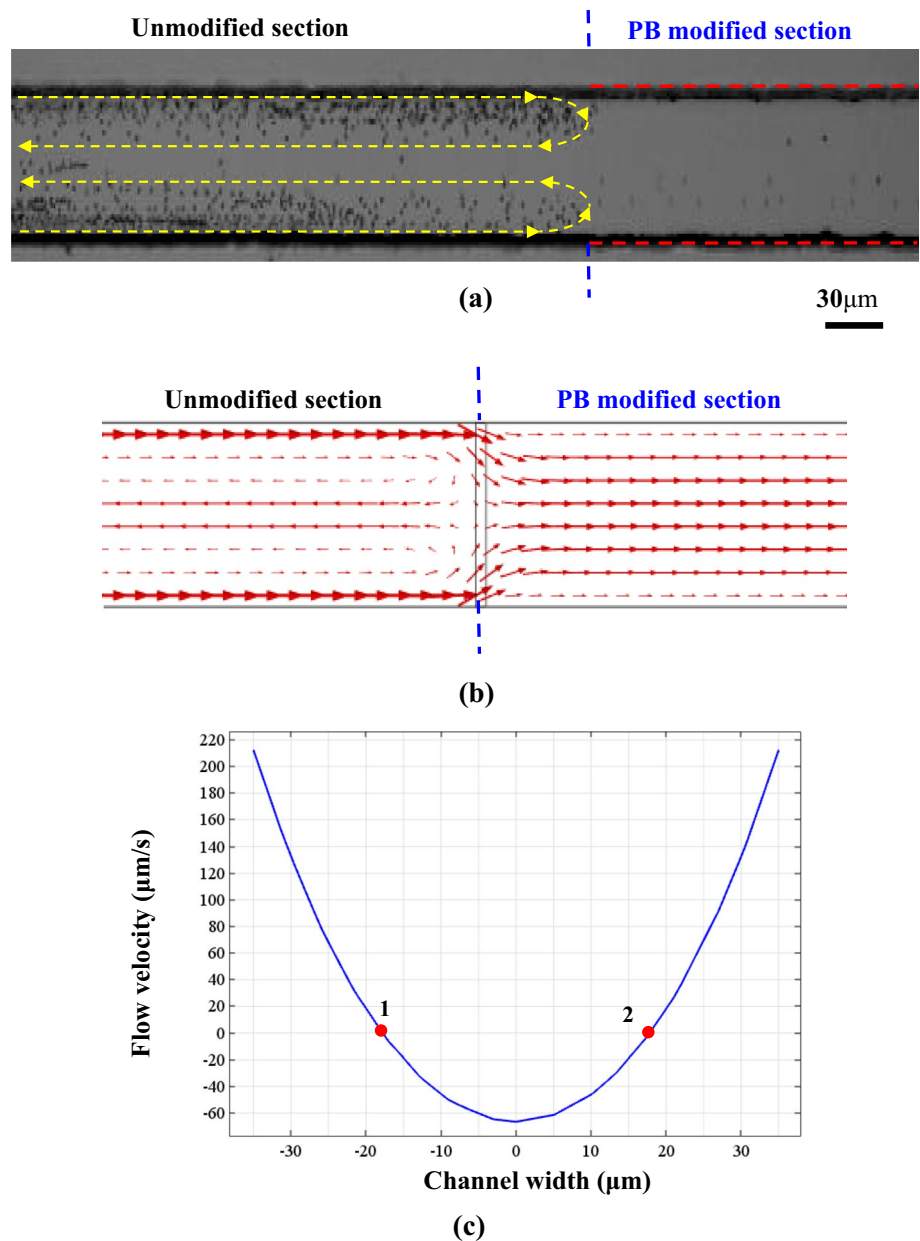 Unmodified section PB modified section
(a)
30μm
Unmodified section PB modified section
(b)
220
200
180
160
140
120
100
80
60
40
20
0
-20
-40
-60
1
2
Flow velocity (μm/s)
-30 -20 -10 0 10 20 30
Channel width (μm)
(c)